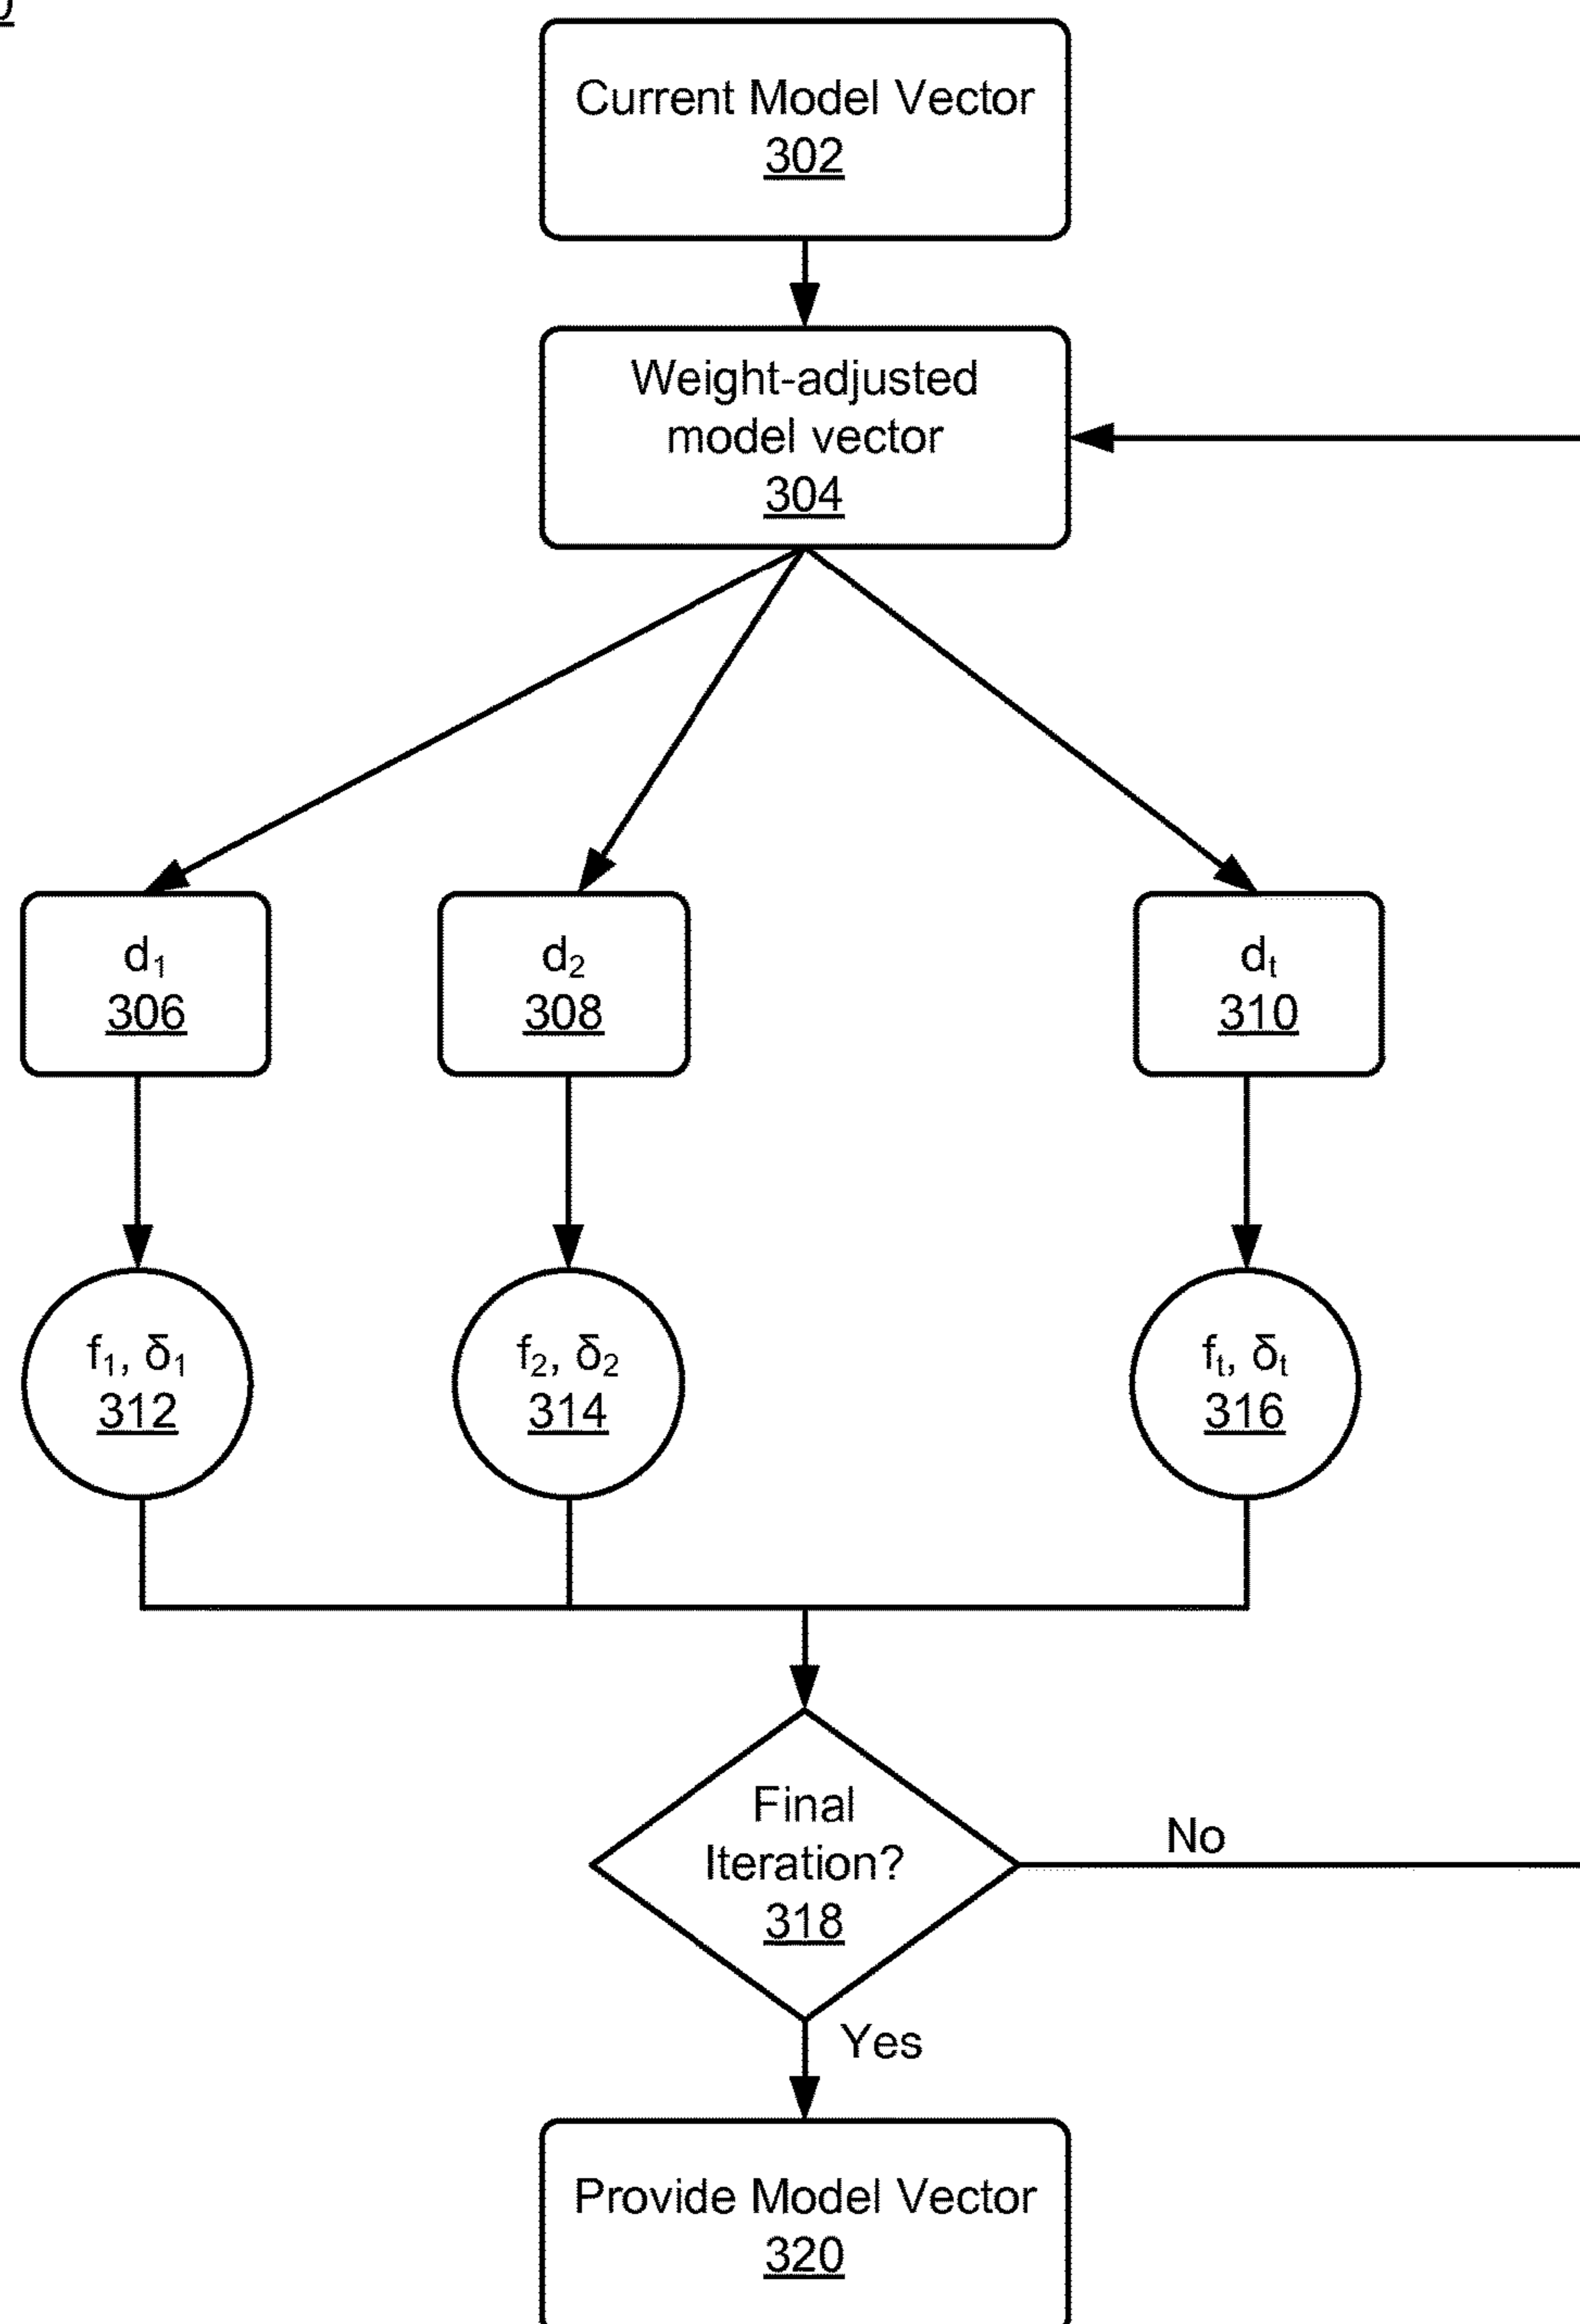 Current Model Vector
302
Weight-adjusted
model vector
304
d₁
306
d₂
308
dₜ
310
f₁, δ₁
312
f₂, δ₂
314
fₜ, δₜ
316
Final
Iteration?
318
No
Yes
Provide Model Vector
320